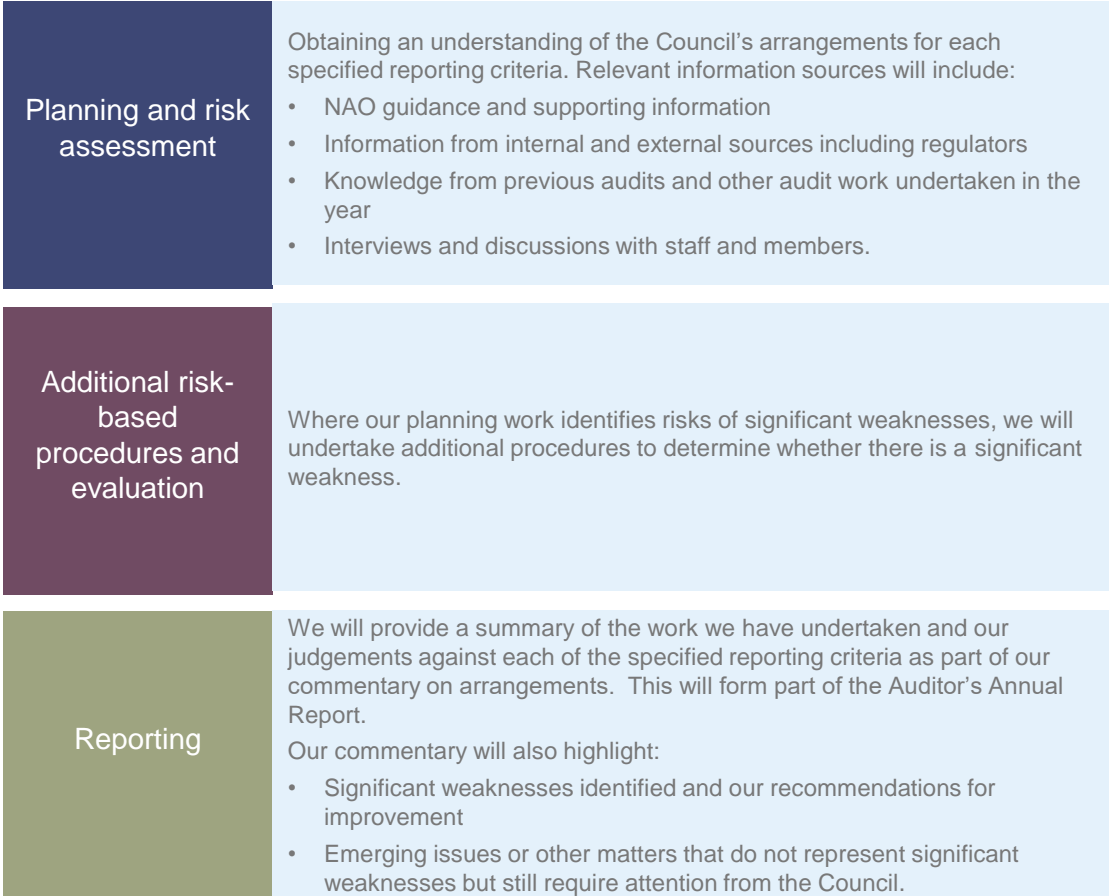 Planning and risk
assessment
Obtaining an understanding of the Council’s arrangements for each
specified reporting criteria. Relevant information sources will include:
• NAO guidance and supporting information
• Information from internal and external sources including regulators
• Knowledge from previous audits and other audit work undertaken in the
year
• Interviews and discussions with staff and members.
Additional risk-
based
procedures and
evaluation
Where our planning work identifies risks of significant weaknesses, we will
undertake additional procedures to determine whether there is a significant
weakness.
Reporting
We will provide a summary of the work we have undertaken and our
judgements against each of the specified reporting criteria as part of our
commentary on arrangements. This will form part of the Auditor’s Annual
Report.
Our commentary will also highlight:
• Significant weaknesses identified and our recommendations for
improvement
• Emerging issues or other matters that do not represent significant
weaknesses but still require attention from the Council.